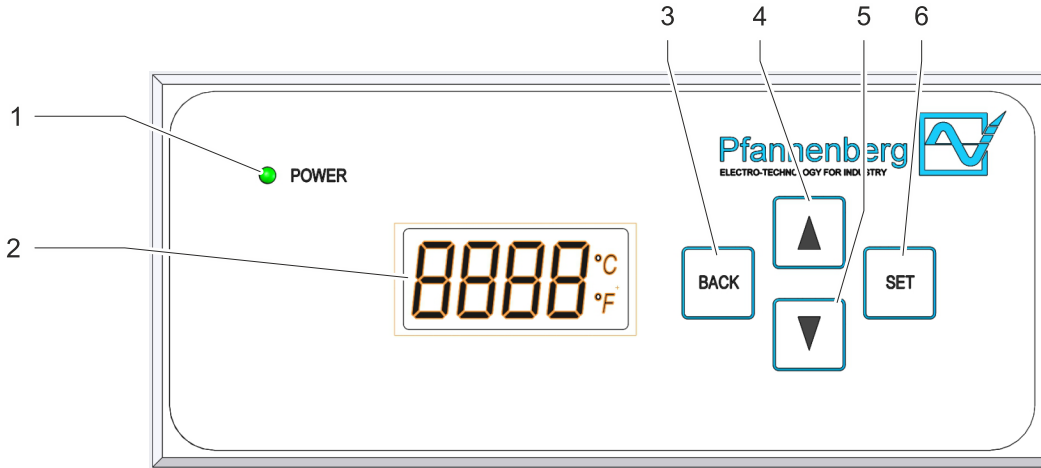 3 4 5 6
1
Pfannenberg
ELECTRO-TECHNOLOGY FOR INDUSTRY
POWER
2
8888 °C
°F
BACK
SET